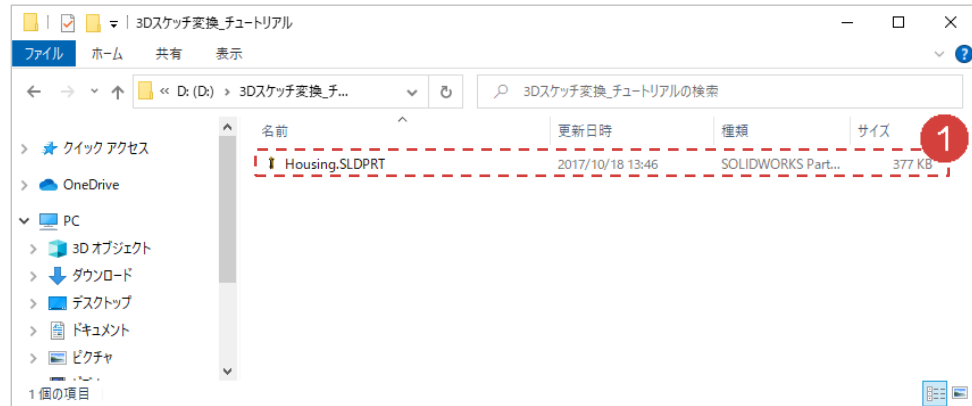 3Dスケッチ変換_チュートリアル
ファイル ホーム 共有 表示
« D: (D:) › 3Dスケッチ変換_チ... 3Dスケッチ変換_チュートリアルの検索
名前 更新日時 種類 サイズ
1
Housing.SLDPRT 2017/10/18 13:46 SOLIDWORKS Part... 377 KB
クイック アクセス
OneDrive
PC
3D オブジェクト
ダウンロード
デスクトップ
ドキュメント
ピクチャ
1 個の項目